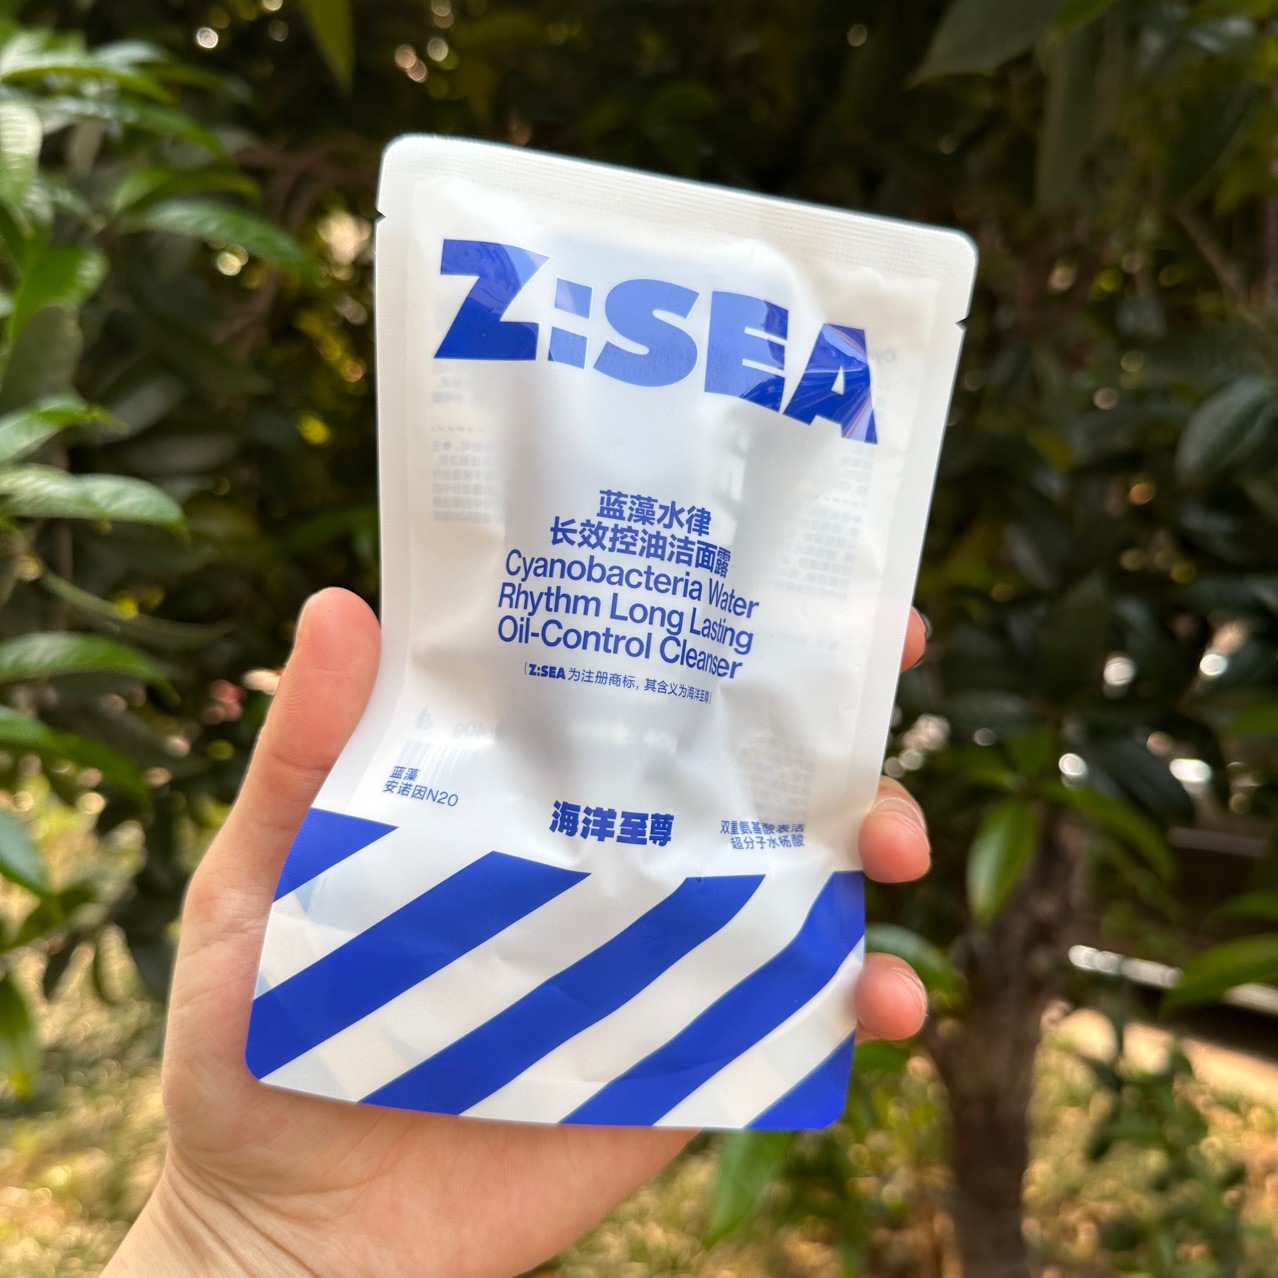 Z:SEA
蓝藻水律
长效控油洁面露
Cyanobacteria Water
Rhythm Long Lasting
Oil-Control Cleanser
(Z:SEA为注册商标,其含义为海洋至尊)
蓝藻
安诺因N20
海洋至尊
双重氨基酸表活
超分子水杨酸